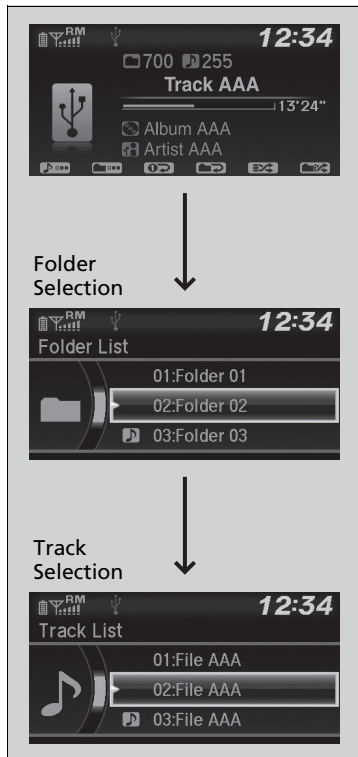 RM 12:34
700 255
Track AAA
13'24"
Album AAA
Artist AAA
Folder
Selection
RM 12:34
Folder List
01:Folder 01
02:Folder 02
03:Folder 03
Track
Selection
RM 12:34
Track List
01:File AAA
02:File AAA
03:File AAA